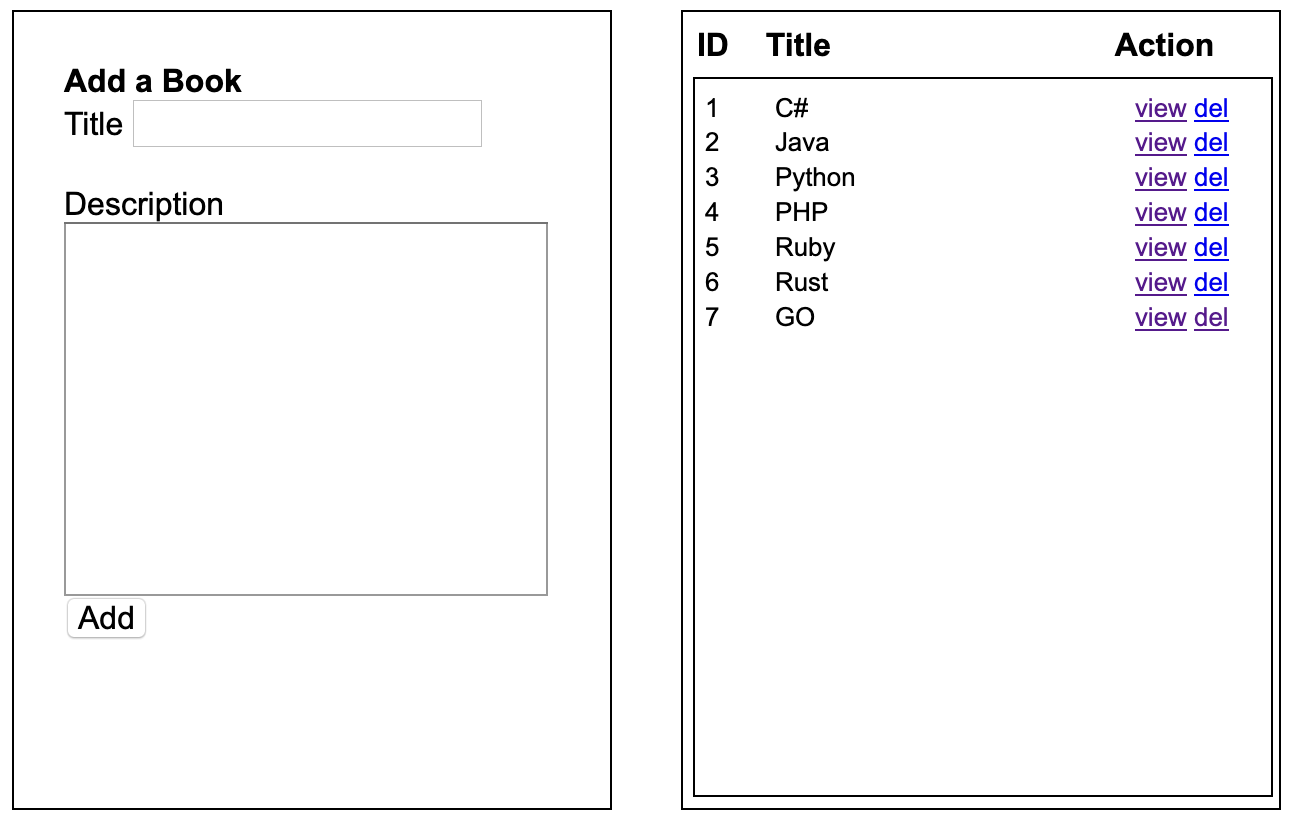 Add a Book
Title
Description
Add
ID Title Action
1 C# view del
2 Java view del
3 Python view del
4 PHP view del
5 Ruby view del
6 Rust view del
7 GO view del